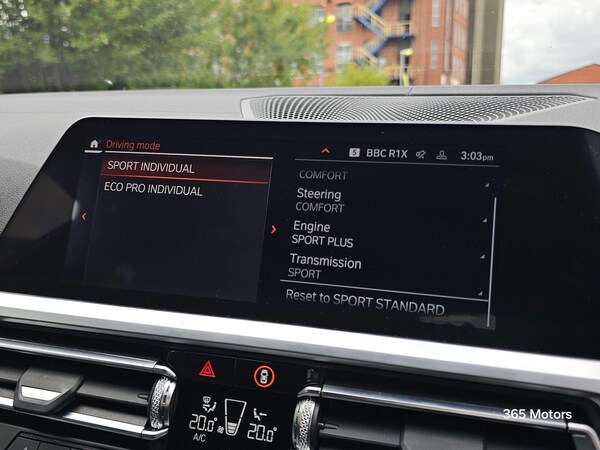 Driving mode
SPORT INDIVIDUAL
ECO PRO INDIVIDUAL
S BBC R1X 3:03pm
COMFORT
Steering
COMFORT
Engine
SPORT PLUS
Transmission
SPORT
Reset to SPORT STANDARD
20.0° 20.0°
A/C
365 Motors